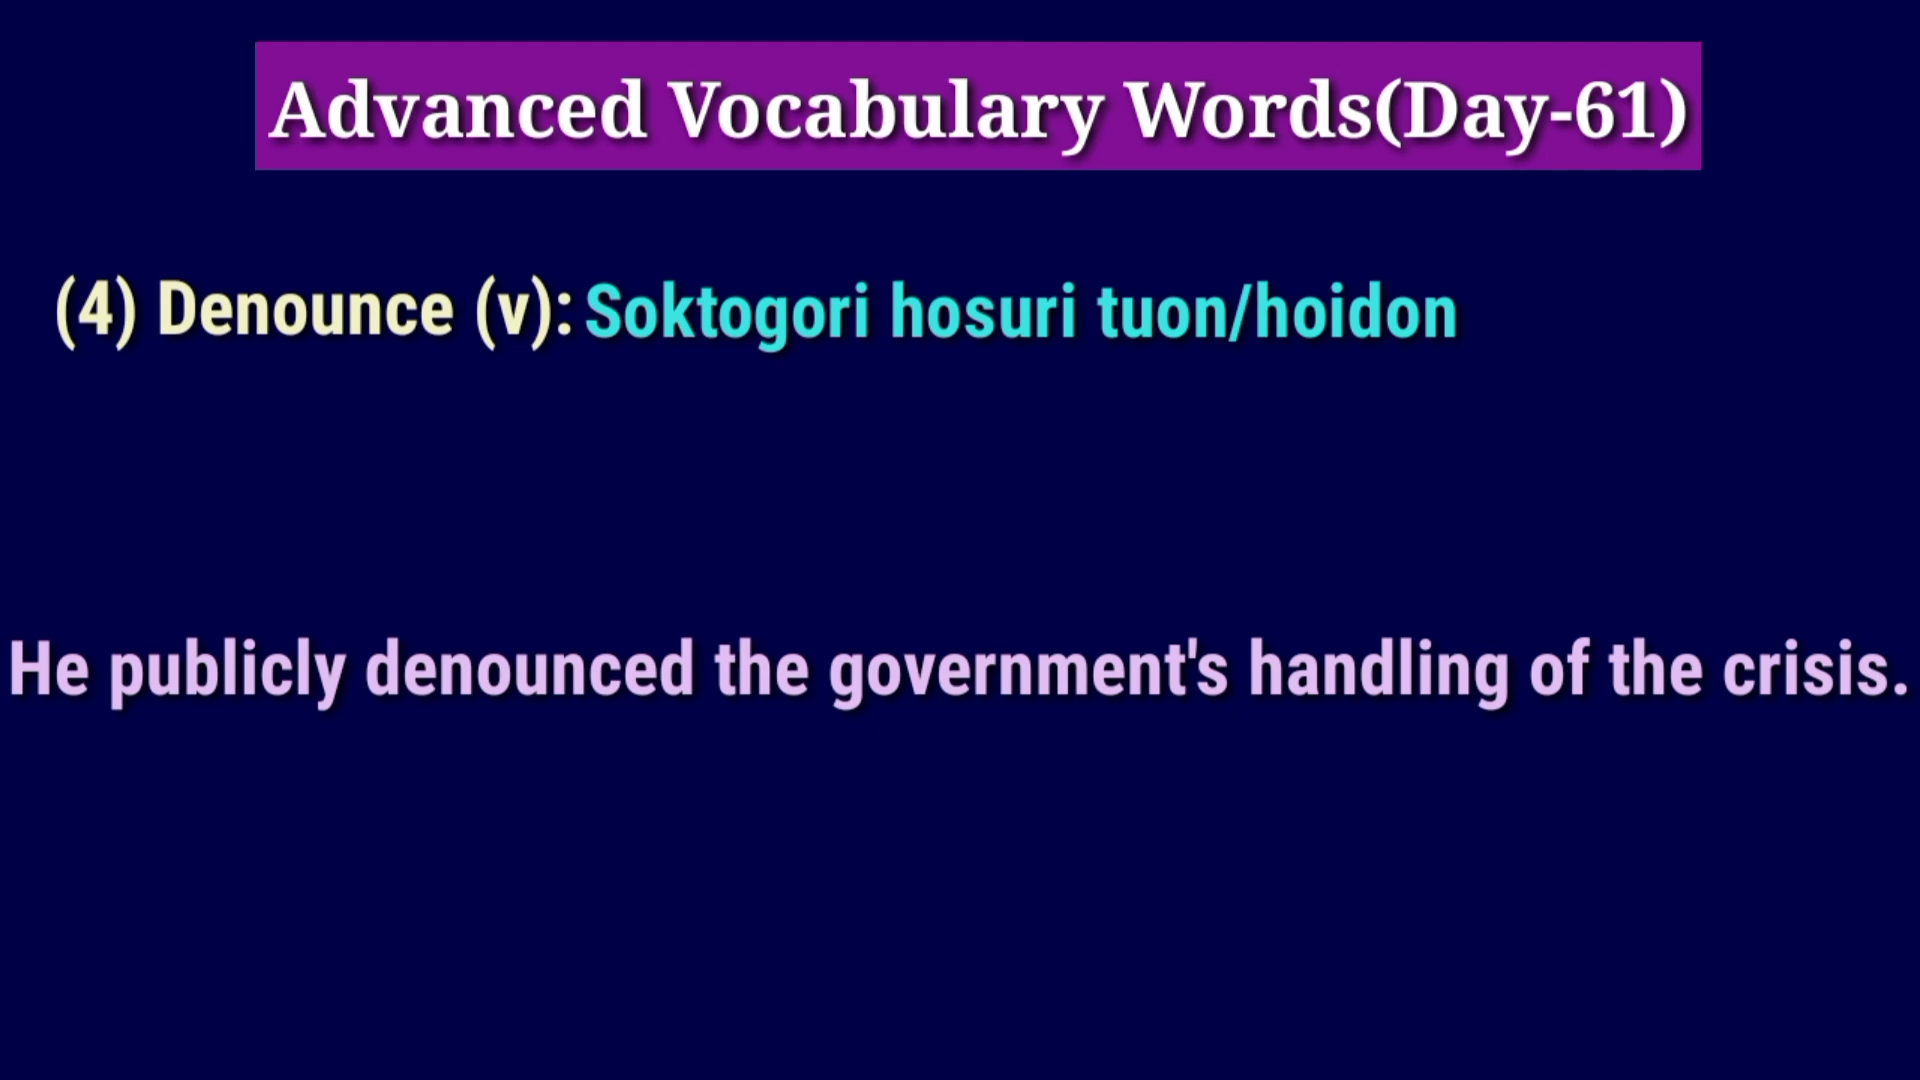 Advanced Vocabulary Words(Day-61)
(4) Denounce (v): Soktogori hosuri tuon/hoidon
He publicly denounced the government's handling of the crisis.